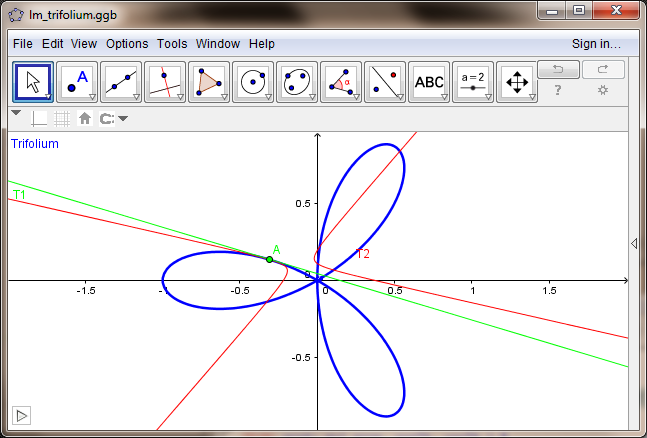 lm_trifolium.ggb
File Edit View Options Tools Window Help Sign in...
A α ABC a = 2
?
Trifolium
T1
A
T2
0.5
0
-1.5 -1 -0.5 0 0.5 1 1.5
-0.5